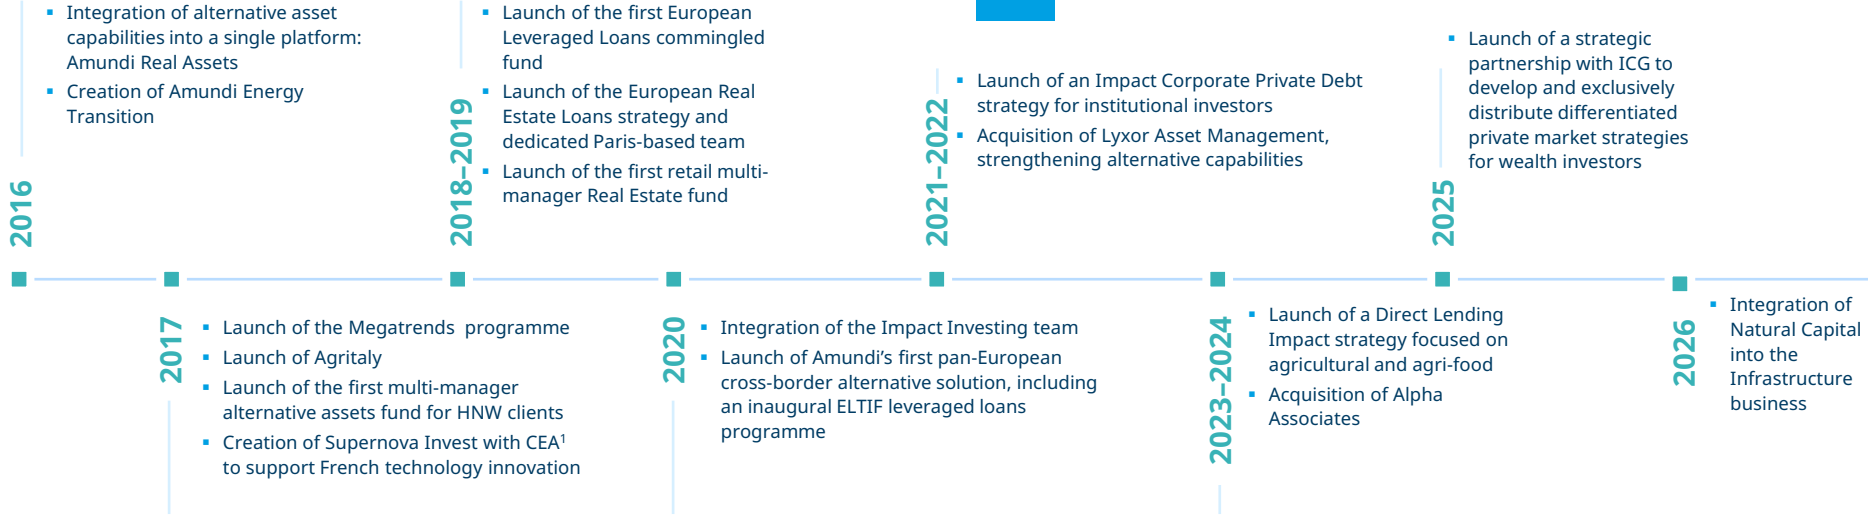 Integration of alternative asset
capabilities into a single platform:
Amundi Real Assets
Creation of Amundi Energy
Transition
2016
Launch of the first European
Leveraged Loans commingled
fund
Launch of the European Real
Estate Loans strategy and
dedicated Paris-based team
Launch of the first retail multi-
manager Real Estate fund
2018–2019
Launch of an Impact Corporate Private Debt
strategy for institutional investors
Acquisition of Lyxor Asset Management,
strengthening alternative capabilities
2021–2022
Launch of a strategic
partnership with ICG to
develop and exclusively
distribute differentiated
private market strategies
for wealth investors
2025
2017
Launch of the Megatrends programme
Launch of Agritaly
Launch of the first multi-manager
alternative assets fund for HNW clients
Creation of Supernova Invest with CEA¹
to support French technology innovation
2020
Integration of the Impact Investing team
Launch of Amundi’s first pan-European
cross-border alternative solution, including
an inaugural ELTIF leveraged loans
programme
2023–2024
Launch of a Direct Lending
Impact strategy focused on
agricultural and agri-food
Acquisition of Alpha
Associates
2026
Integration of
Natural Capital
into the
Infrastructure
business